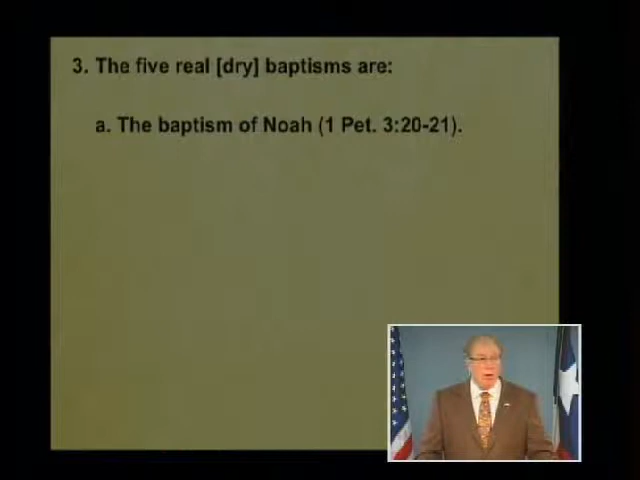 3. The five real [dry] baptisms are:
a. The baptism of Noah (1 Pet. 3:20-21).